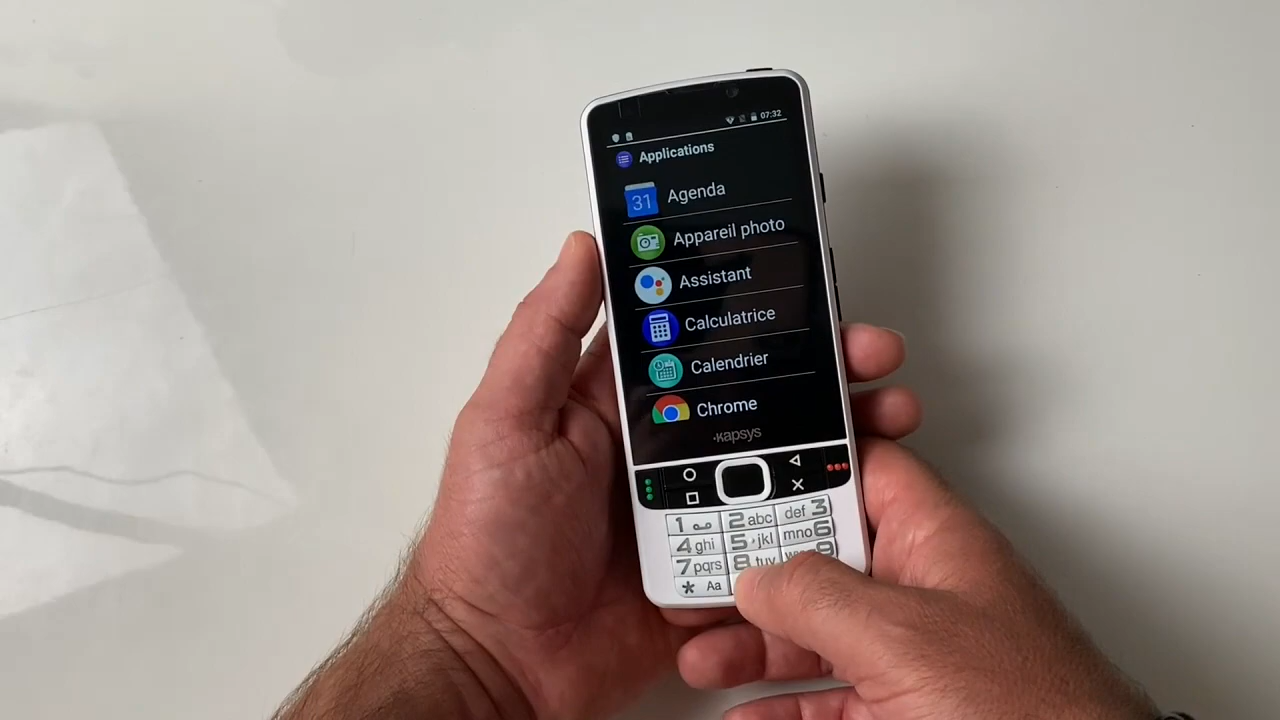 07:32
Applications
31 Agenda
Appareil photo
Assistant
Calculatrice
Calendrier
Chrome
kapsys
1 2 abc def 3
4 ghi 5 jkl mno 6
7 pqrs 8 tuv 9
* Aa